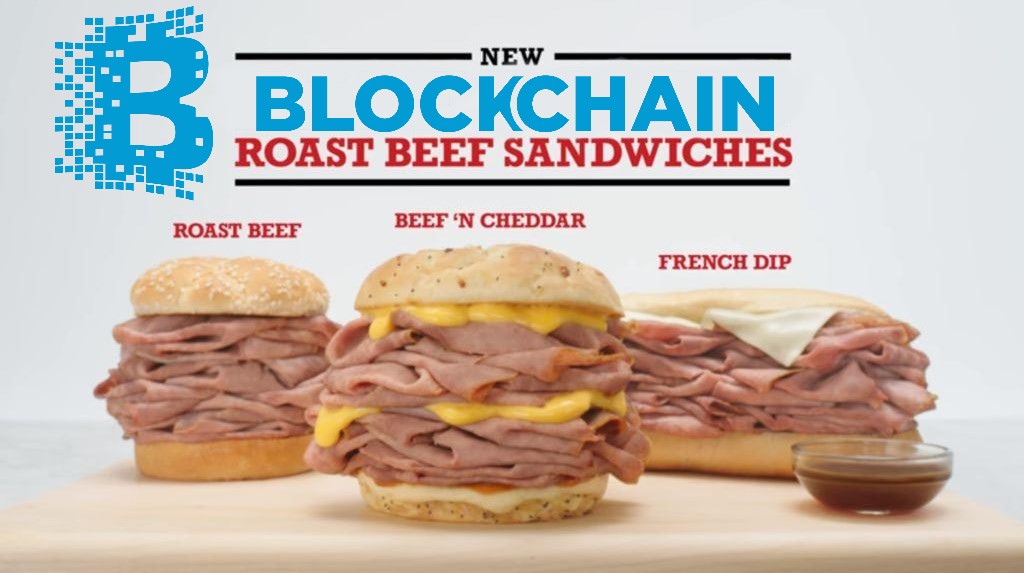 B
NEW
BLOCKCHAIN
ROAST BEEF SANDWICHES
ROAST BEEF
BEEF ‘N CHEDDAR
FRENCH DIP